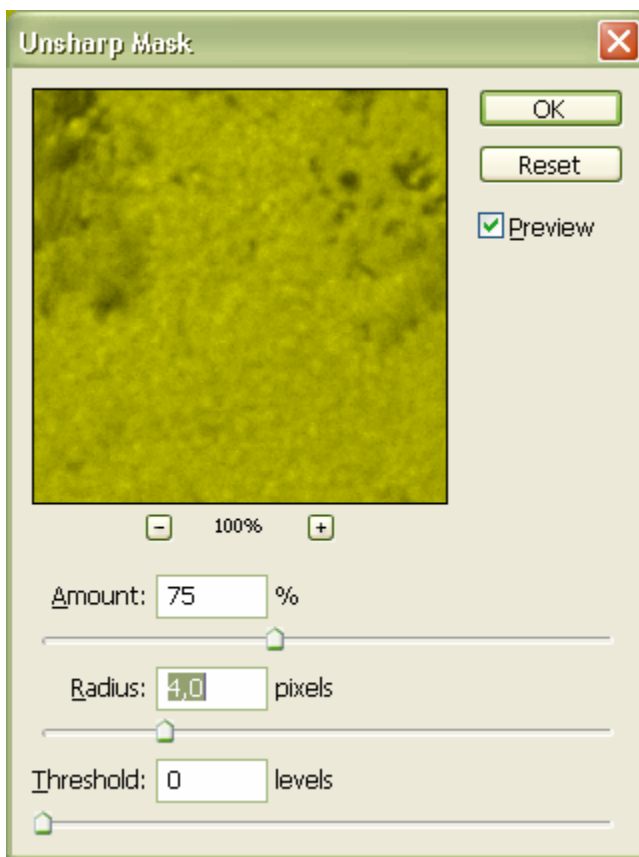 Unsharp Mask
OK
Reset
Preview
- 100% +
Amount: 75 %
Radius: 4,0 pixels
Threshold: 0 levels